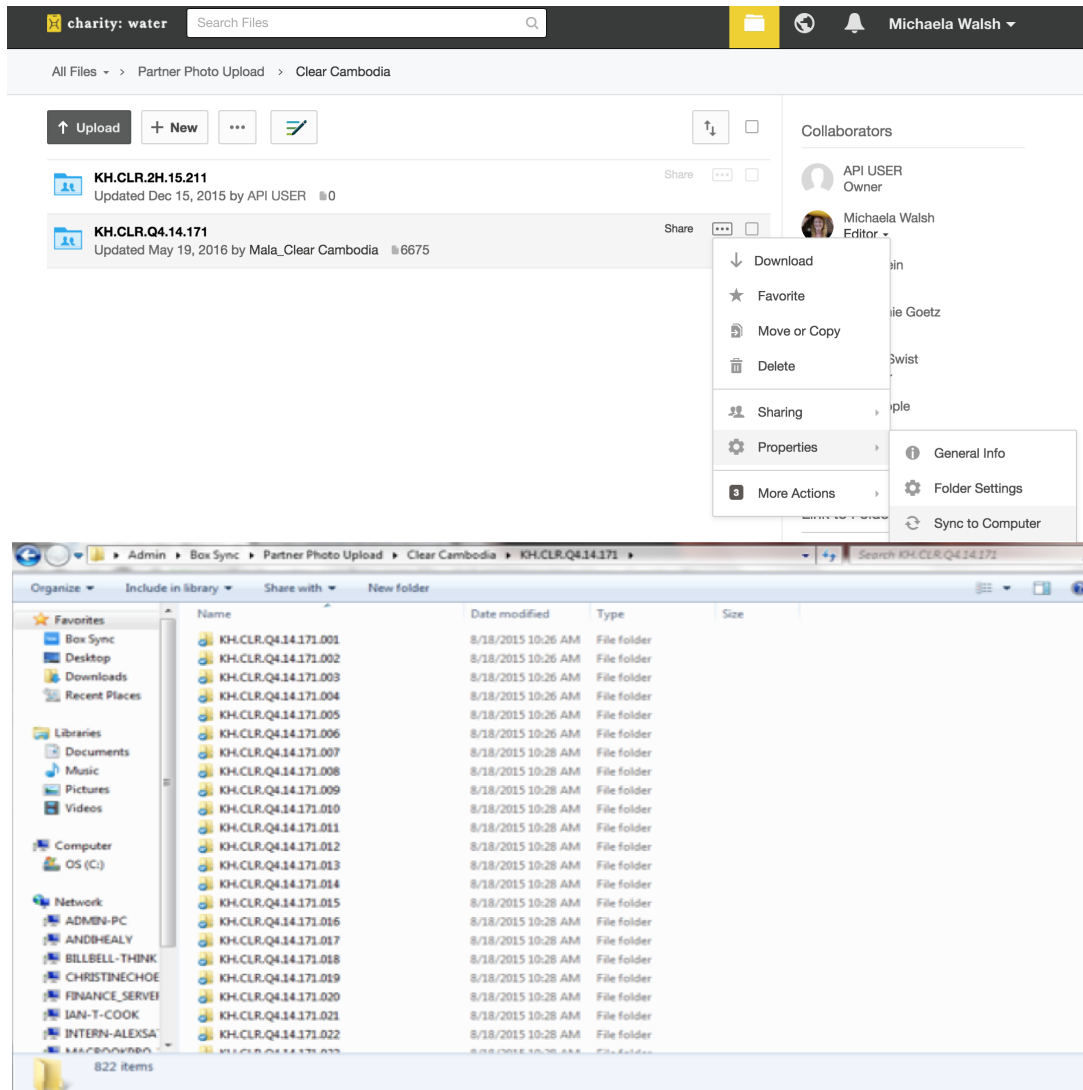 charity: water
Search Files
Michaela Walsh
All Files › Partner Photo Upload › Clear Cambodia
Upload
New
Collaborators
KH.CLR.2H.15.211
Updated Dec 15, 2015 by API USER 0
Share
API USER
Owner
KH.CLR.Q4.14.171
Updated May 19, 2016 by Mala_Clear Cambodia 6675
Share
Michaela Walsh
Editor
Download
ein
Favorite
ie Goetz
Move or Copy
Swist
Delete
ople
Sharing
Properties
General Info
Folder Settings
3 More Actions
Sync to Computer
Admin Box Sync Partner Photo Upload Clear Cambodia KH.CLR.Q4.14.171
Search KH.CLR.Q4.14.171
Organize Include in library Share with New folder
Name Date modified Type Size
Favorites
Box Sync
Desktop
Downloads
Recent Places
Libraries
Documents
Music
Pictures
Videos
Computer
OS (C:)
Network
ADMIN-PC
ANDIHEALY
BILLBELL-THINK
CHRISTINECHOE
FINANCE_SERVER
IAN-T-COOK
INTERN-ALEXSA
KH.CLR.Q4.14.171.001 8/18/2015 10:26 AM File folder
KH.CLR.Q4.14.171.002 8/18/2015 10:26 AM File folder
KH.CLR.Q4.14.171.003 8/18/2015 10:26 AM File folder
KH.CLR.Q4.14.171.004 8/18/2015 10:26 AM File folder
KH.CLR.Q4.14.171.005 8/18/2015 10:26 AM File folder
KH.CLR.Q4.14.171.006 8/18/2015 10:26 AM File folder
KH.CLR.Q4.14.171.007 8/18/2015 10:28 AM File folder
KH.CLR.Q4.14.171.008 8/18/2015 10:28 AM File folder
KH.CLR.Q4.14.171.009 8/18/2015 10:28 AM File folder
KH.CLR.Q4.14.171.010 8/18/2015 10:28 AM File folder
KH.CLR.Q4.14.171.011 8/18/2015 10:28 AM File folder
KH.CLR.Q4.14.171.012 8/18/2015 10:28 AM File folder
KH.CLR.Q4.14.171.013 8/18/2015 10:28 AM File folder
KH.CLR.Q4.14.171.014 8/18/2015 10:28 AM File folder
KH.CLR.Q4.14.171.015 8/18/2015 10:28 AM File folder
KH.CLR.Q4.14.171.016 8/18/2015 10:28 AM File folder
KH.CLR.Q4.14.171.017 8/18/2015 10:28 AM File folder
KH.CLR.Q4.14.171.018 8/18/2015 10:28 AM File folder
KH.CLR.Q4.14.171.019 8/18/2015 10:28 AM File folder
KH.CLR.Q4.14.171.020 8/18/2015 10:28 AM File folder
KH.CLR.Q4.14.171.021 8/18/2015 10:28 AM File folder
KH.CLR.Q4.14.171.022 8/18/2015 10:28 AM File folder
822 items